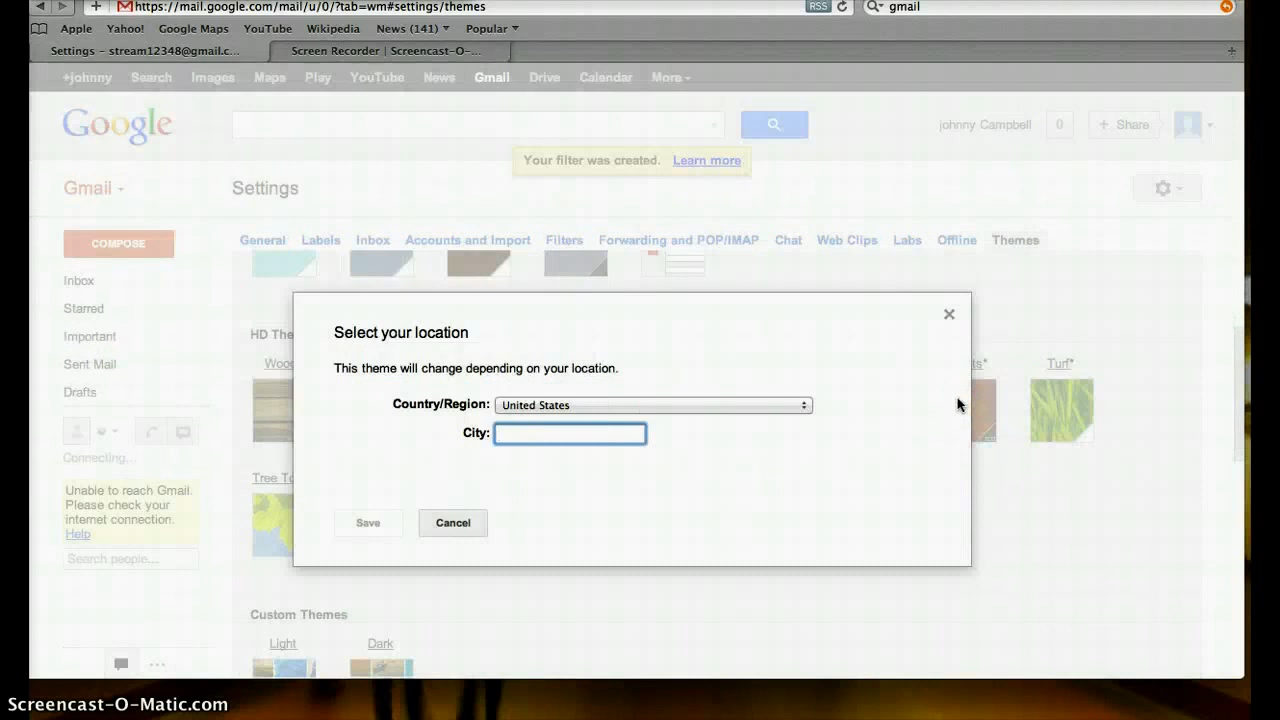 https://mail.google.com/mail/u/0/?tab=wm#settings/themes RSS gmail
Apple Yahoo! Google Maps YouTube Wikipedia News (141) Popular
Settings - stream12348@gmail.c... Screen Recorder | Screencast-O-...
+johnny Search Images Maps Play YouTube News Gmail Drive Calendar More
Google johnny Campbell 0 + Share
Your filter was created. Learn more
Gmail Settings
COMPOSE General Labels Inbox Accounts and Import Filters Forwarding and POP/IMAP Chat Web Clips Labs Offline Themes
Inbox
Starred
Important
Sent Mail
Drafts
Connecting...
Unable to reach Gmail.
Please check your
internet connection.
Help
Search people...
HD The
Wood
ts*
Turf*
Tree To
Select your location
This theme will change depending on your location.
Country/Region: United States
City:
Save Cancel
Custom Themes
Light Dark
Screencast-O-Matic.com